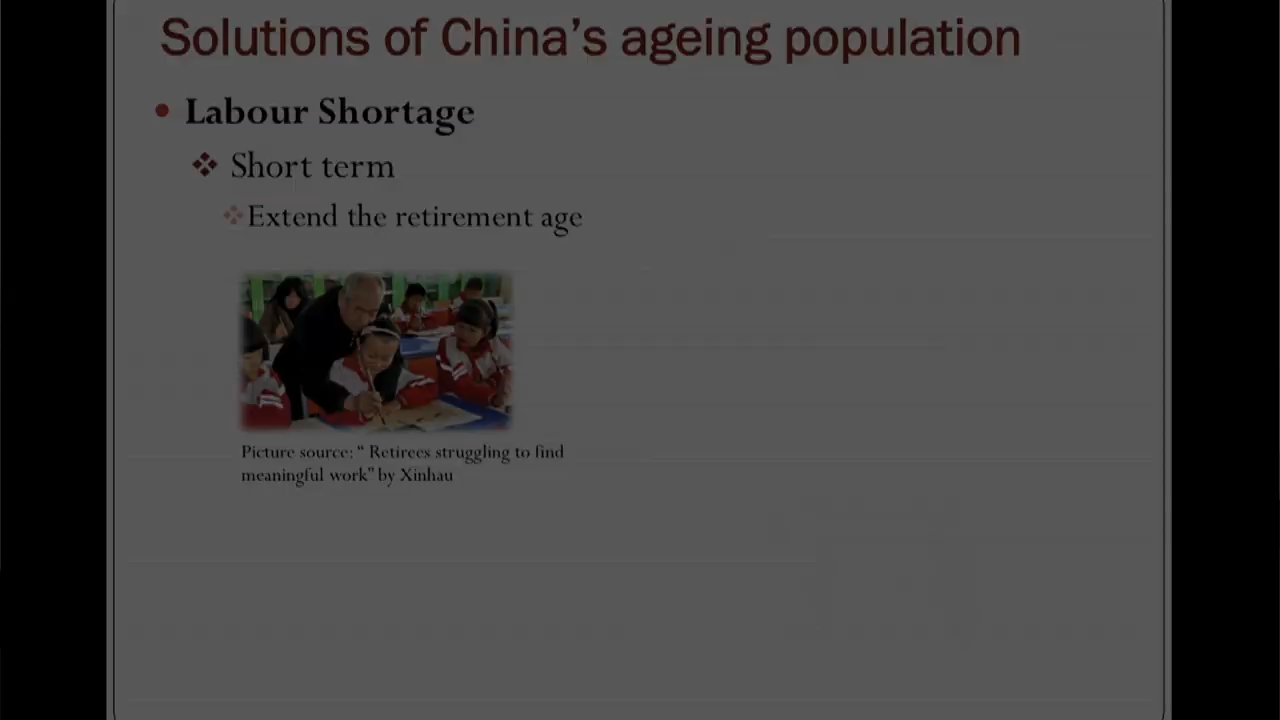 Solutions of China's ageing population
Labour Shortage
Short term
Extend the retirement age
Picture source: “ Retirees struggling to find
meaningful work” by Xinhau